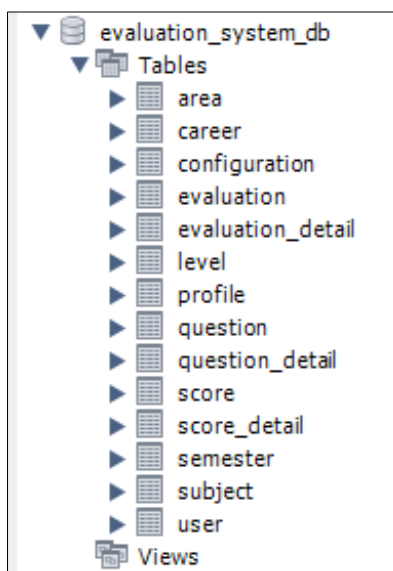 evaluation_system_db
Tables
area
career
configuration
evaluation
evaluation_detail
level
profile
question
question_detail
score
score_detail
semester
subject
user
Views